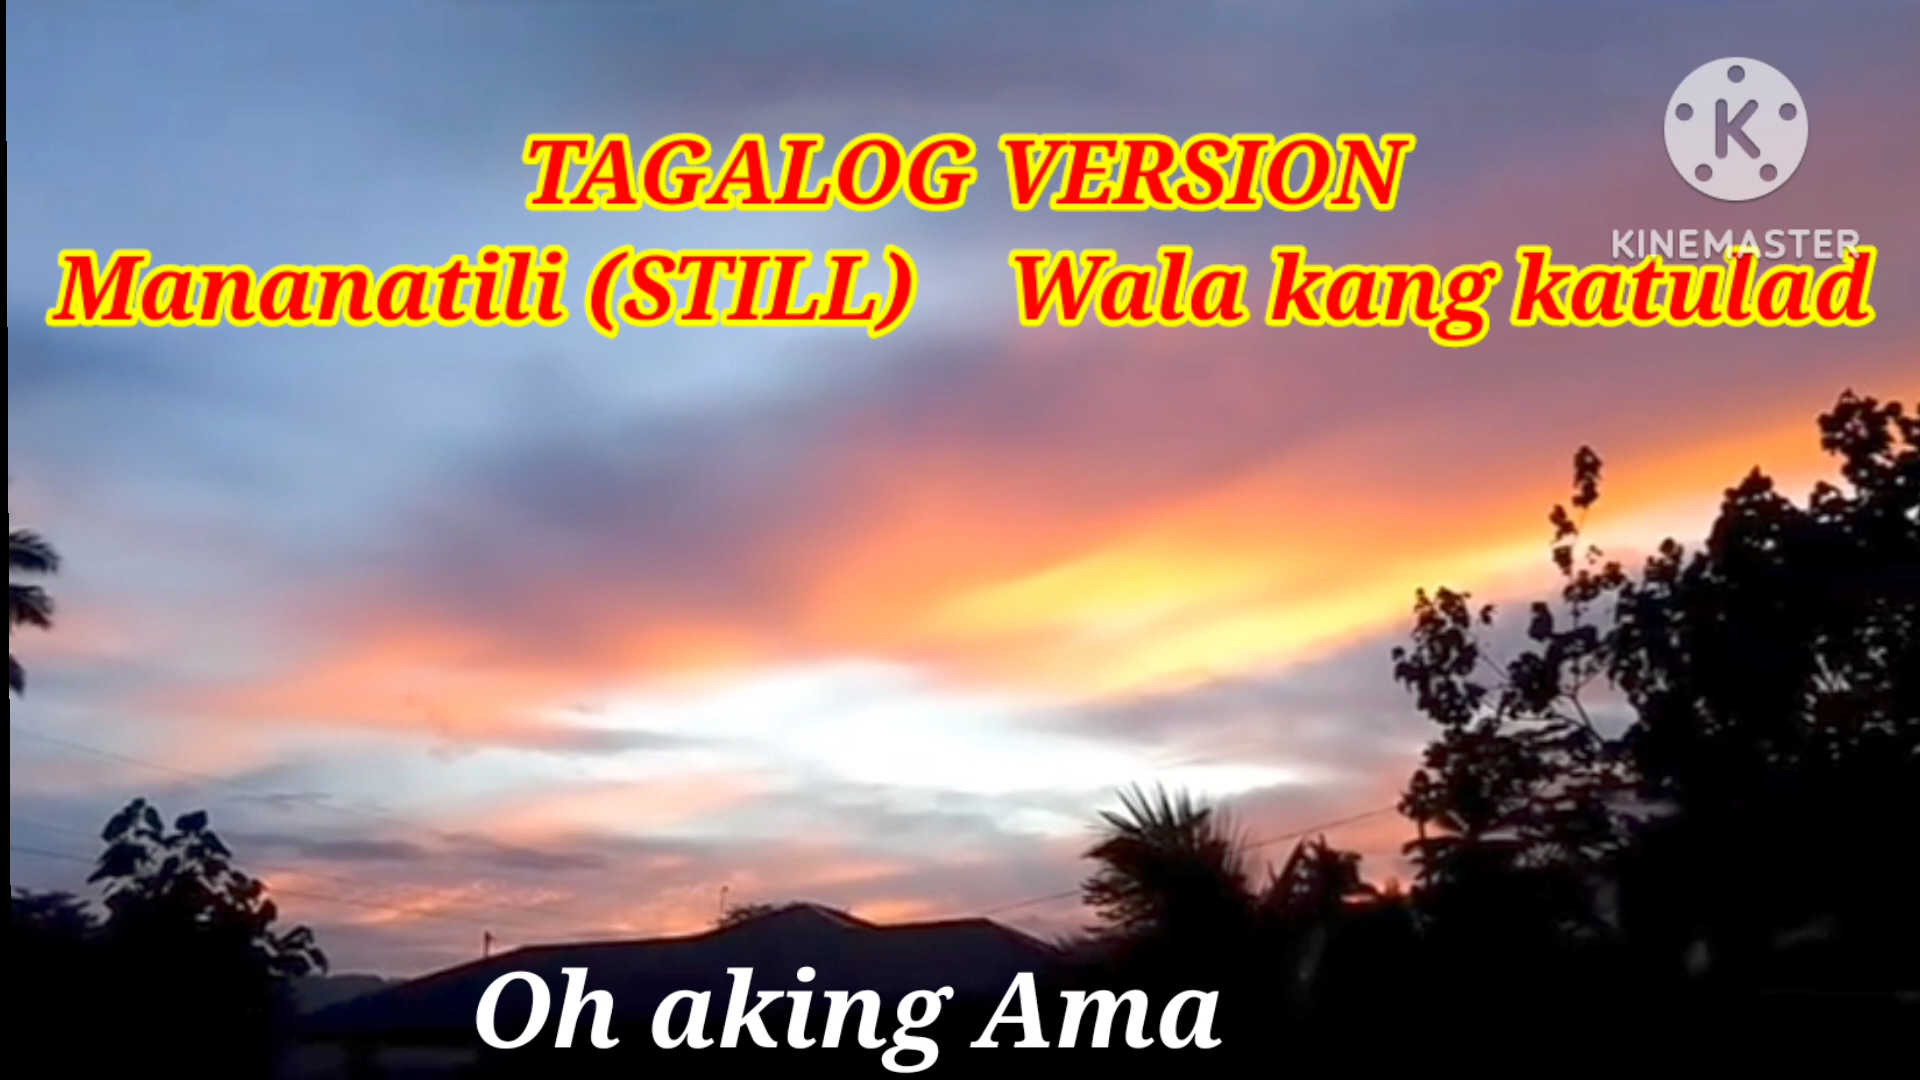 TAGALOG VERSION
Mananatili (STILL) Wala kang katulad
KINEMASTER
Oh aking Ama